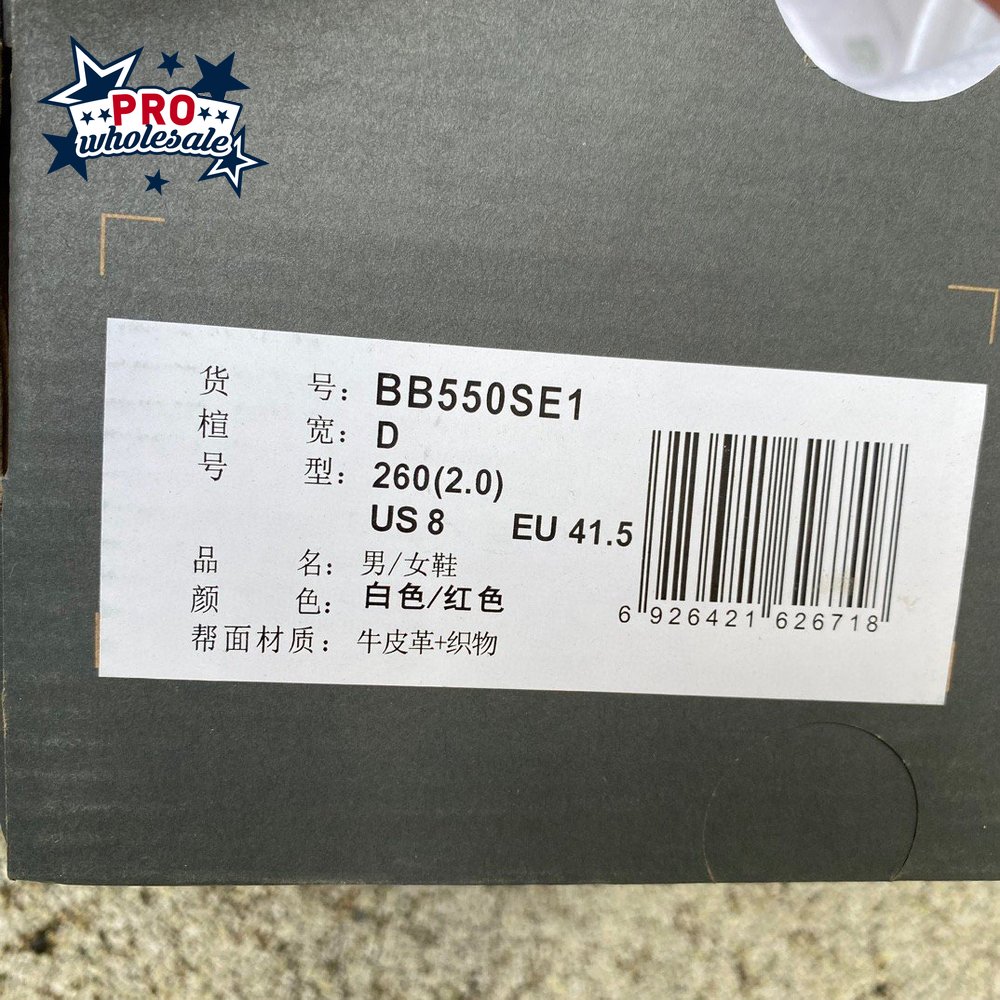 PRO
wholesale
货 号: BB550SE1
楦 宽: D
号 型: 260(2.0)
US 8 EU 41.5
品 名: 男/女鞋
颜 色: 白色/红色
帮面材质: 牛皮革+织物
6 926421 626718